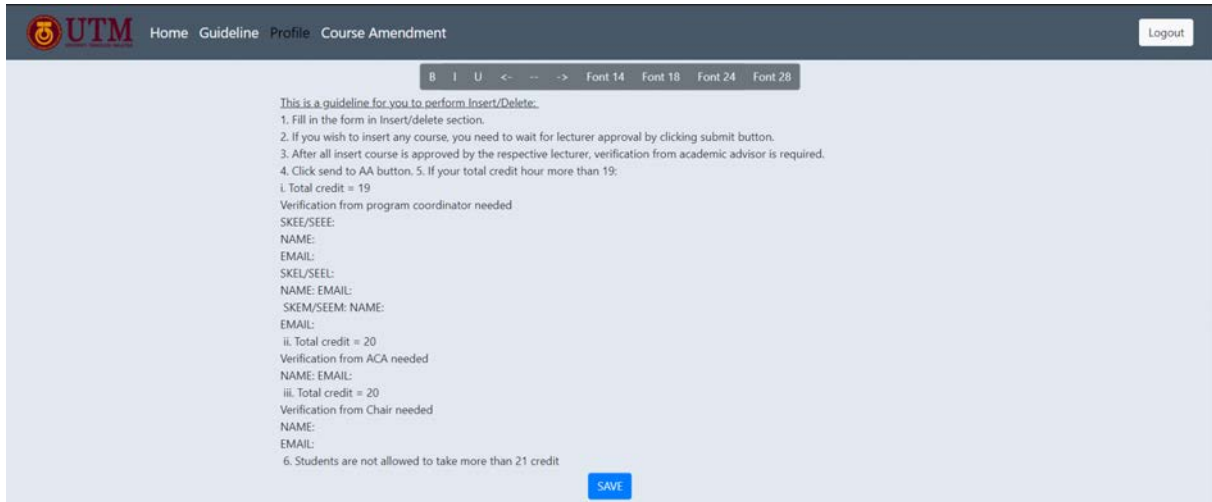 UTM
Home Guideline Profile Course Amendment
Logout
B I U <- -- -> Font 14 Font 18 Font 24 Font 28
This is a guideline for you to perform Insert/Delete:
1. Fill in the form in Insert/delete section.
2. If you wish to insert any course, you need to wait for lecturer approval by clicking submit button.
3. After all insert course is approved by the respective lecturer, verification from academic advisor is required.
4. Click send to AA button. 5. If your total credit hour more than 19:
i. Total credit = 19
Verification from program coordinator needed
SKEE/SEEE:
NAME:
EMAIL:
SKEL/SEEL:
NAME: EMAIL:
SKEM/SEEM: NAME:
EMAIL:
ii. Total credit = 20
Verification from ACA needed
NAME: EMAIL:
iii. Total credit = 20
Verification from Chair needed
NAME:
EMAIL:
6. Students are not allowed to take more than 21 credit
SAVE